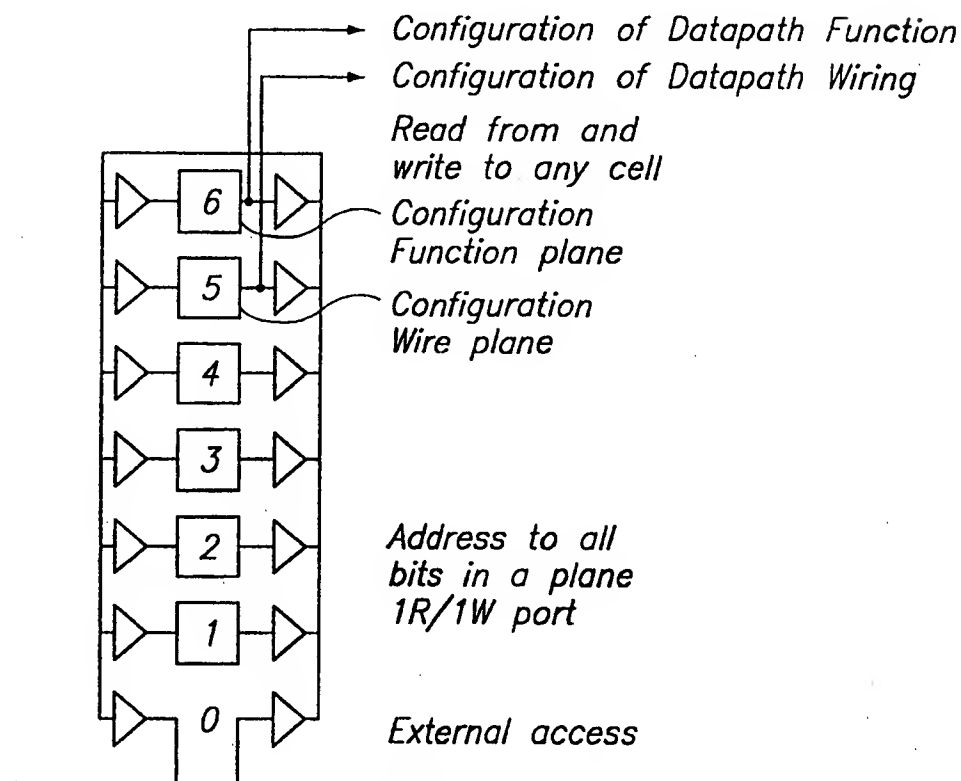 Configuration of Datapath Function
Configuration of Datapath Wiring
Read from and
write to any cell
6
Configuration
Function plane
5
Configuration
Wire plane
4
3
2
Address to all
bits in a plane
1R/1W port
1
0
External access